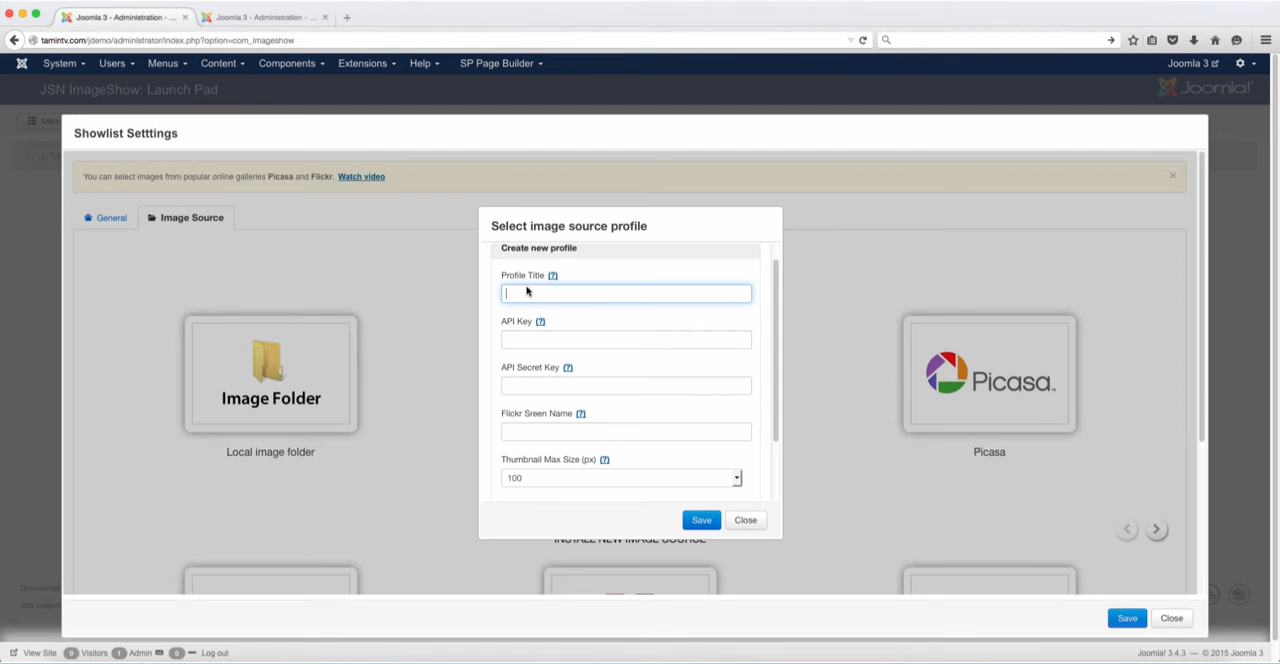 Joomla 3 - Administration - ...
Joomla 3 - Administration - ...
tamintv.com/jdemo/administrator/index.php?option=com_imageshow
System Users Menus Content Components Extensions Help SP Page Builder Joomla 3
JSN ImageShow: Launch Pad
Joomla!
Showlist Setttings
You can select images from popular online galleries Picasa and Flickr. Watch video
General
Image Source
Select image source profile
Create new profile
Profile Title (?)
API Key (?)
API Secret Key (?)
Flickr Sreen Name (?)
Thumbnail Max Size (px) (?)
100
Save Close
Image Folder
Local image folder
Picasa
Picasa
INSTALL NEW IMAGE SOURCE
Save Close
View Site 0 Visitors 1 Admin 0 Log out
Joomla! 3.4.3 — © 2015 Joomla 3